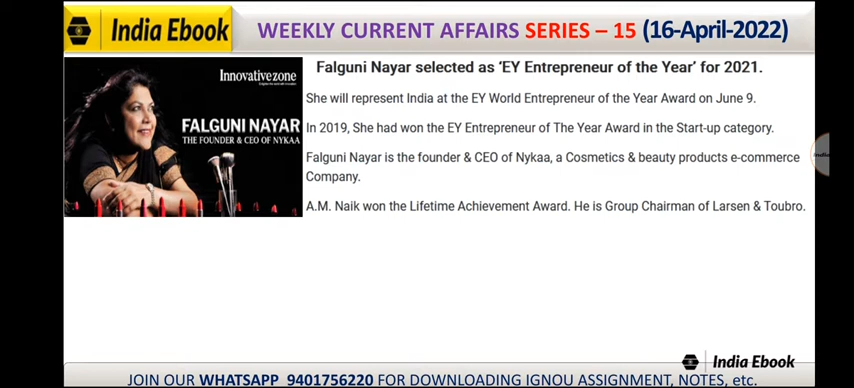 India Ebook
WEEKLY CURRENT AFFAIRS SERIES – 15 (16-April-2022)
Innovativezone
FALGUNI NAYAR
THE FOUNDER & CEO OF NYKAA
Falguni Nayar selected as ‘EY Entrepreneur of the Year’ for 2021.
She will represent India at the EY World Entrepreneur of the Year Award on June 9.
In 2019, She had won the EY Entrepreneur of The Year Award in the Start-up category.
Falguni Nayar is the founder & CEO of Nykaa, a Cosmetics & beauty products e-commerce
Company.
A.M. Naik won the Lifetime Achievement Award. He is Group Chairman of Larsen & Toubro.
India Ebook
JOIN OUR WHATSAPP 9401756220 FOR DOWNLOADING IGNOU ASSIGNMENT, NOTES, etc.